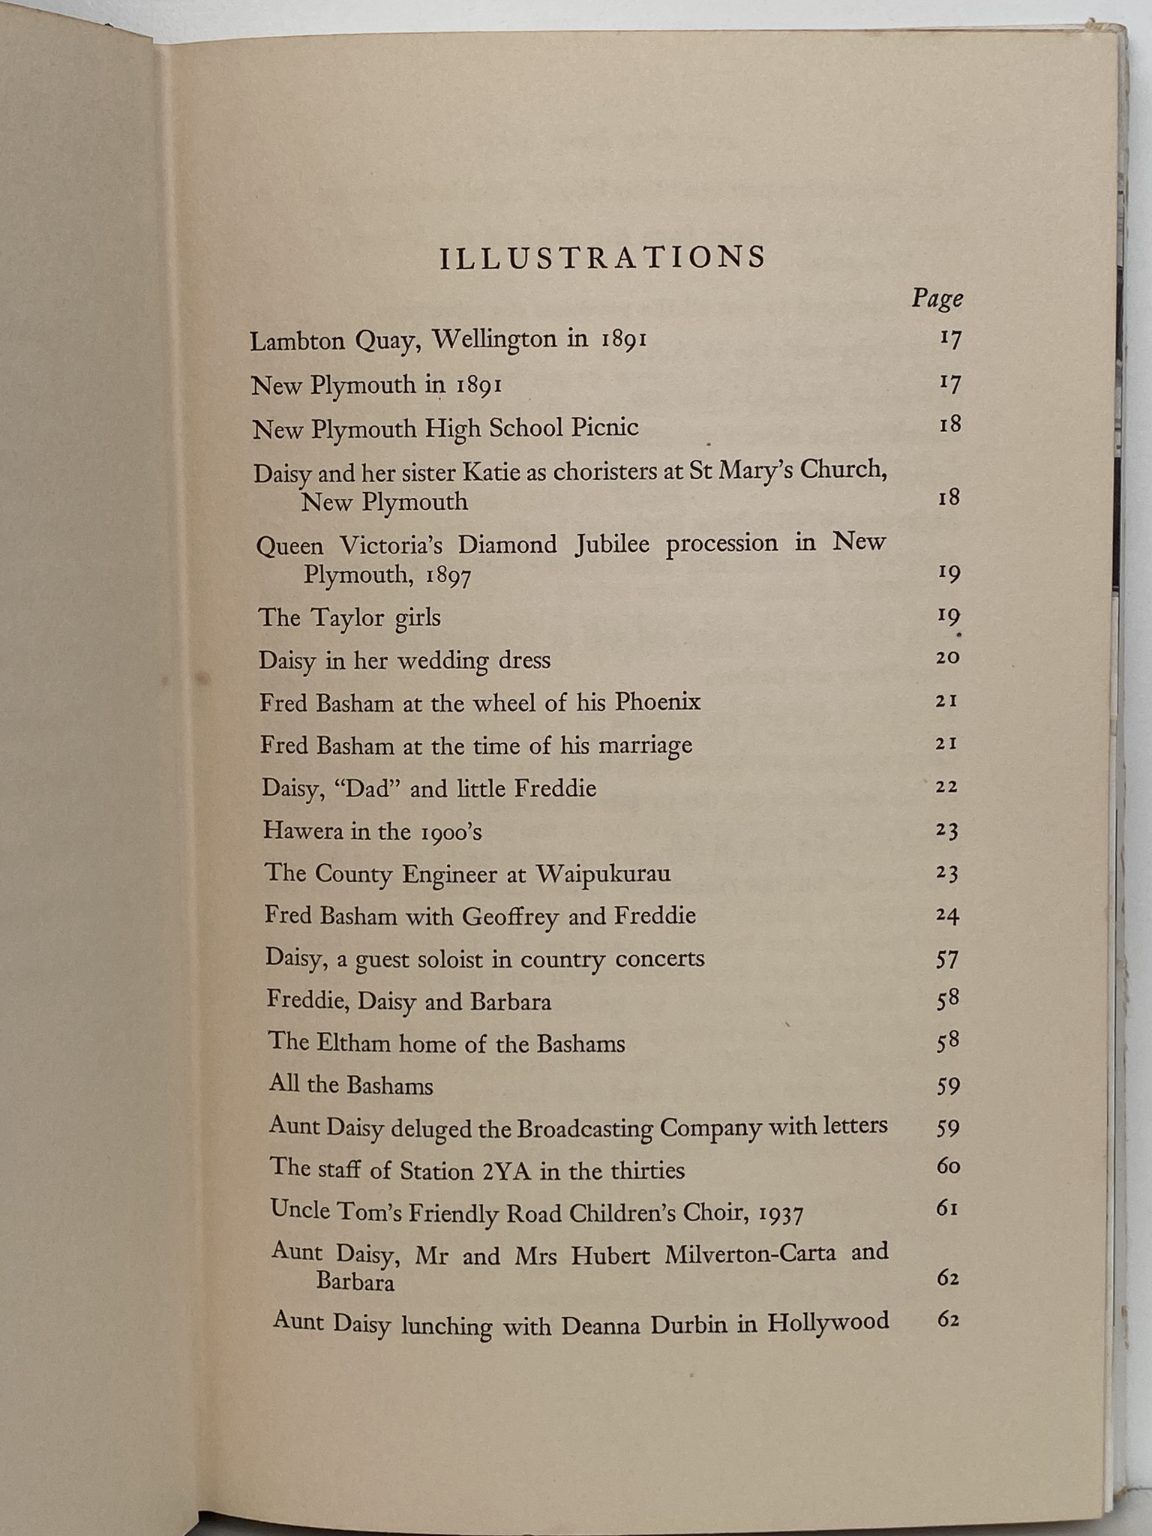 ILLUSTRATIONS
Page
Lambton Quay, Wellington in 1891 17
New Plymouth in 1891 17
New Plymouth High School Picnic 18
Daisy and her sister Katie as choristers at St Mary's Church,
New Plymouth 18
Queen Victoria's Diamond Jubilee procession in New
Plymouth, 1897 19
The Taylor girls 19
Daisy in her wedding dress 20
Fred Basham at the wheel of his Phoenix 21
Fred Basham at the time of his marriage 21
Daisy, “Dad” and little Freddie 22
Hawera in the 1900's 23
The County Engineer at Waipukurau 23
Fred Basham with Geoffrey and Freddie 24
Daisy, a guest soloist in country concerts 57
Freddie, Daisy and Barbara 58
The Eltham home of the Bashams 58
All the Bashams 59
Aunt Daisy deluged the Broadcasting Company with letters 59
The staff of Station 2YA in the thirties 60
Uncle Tom's Friendly Road Children's Choir, 1937 61
Aunt Daisy, Mr and Mrs Hubert Milverton-Carta and
Barbara 62
Aunt Daisy lunching with Deanna Durbin in Hollywood 62